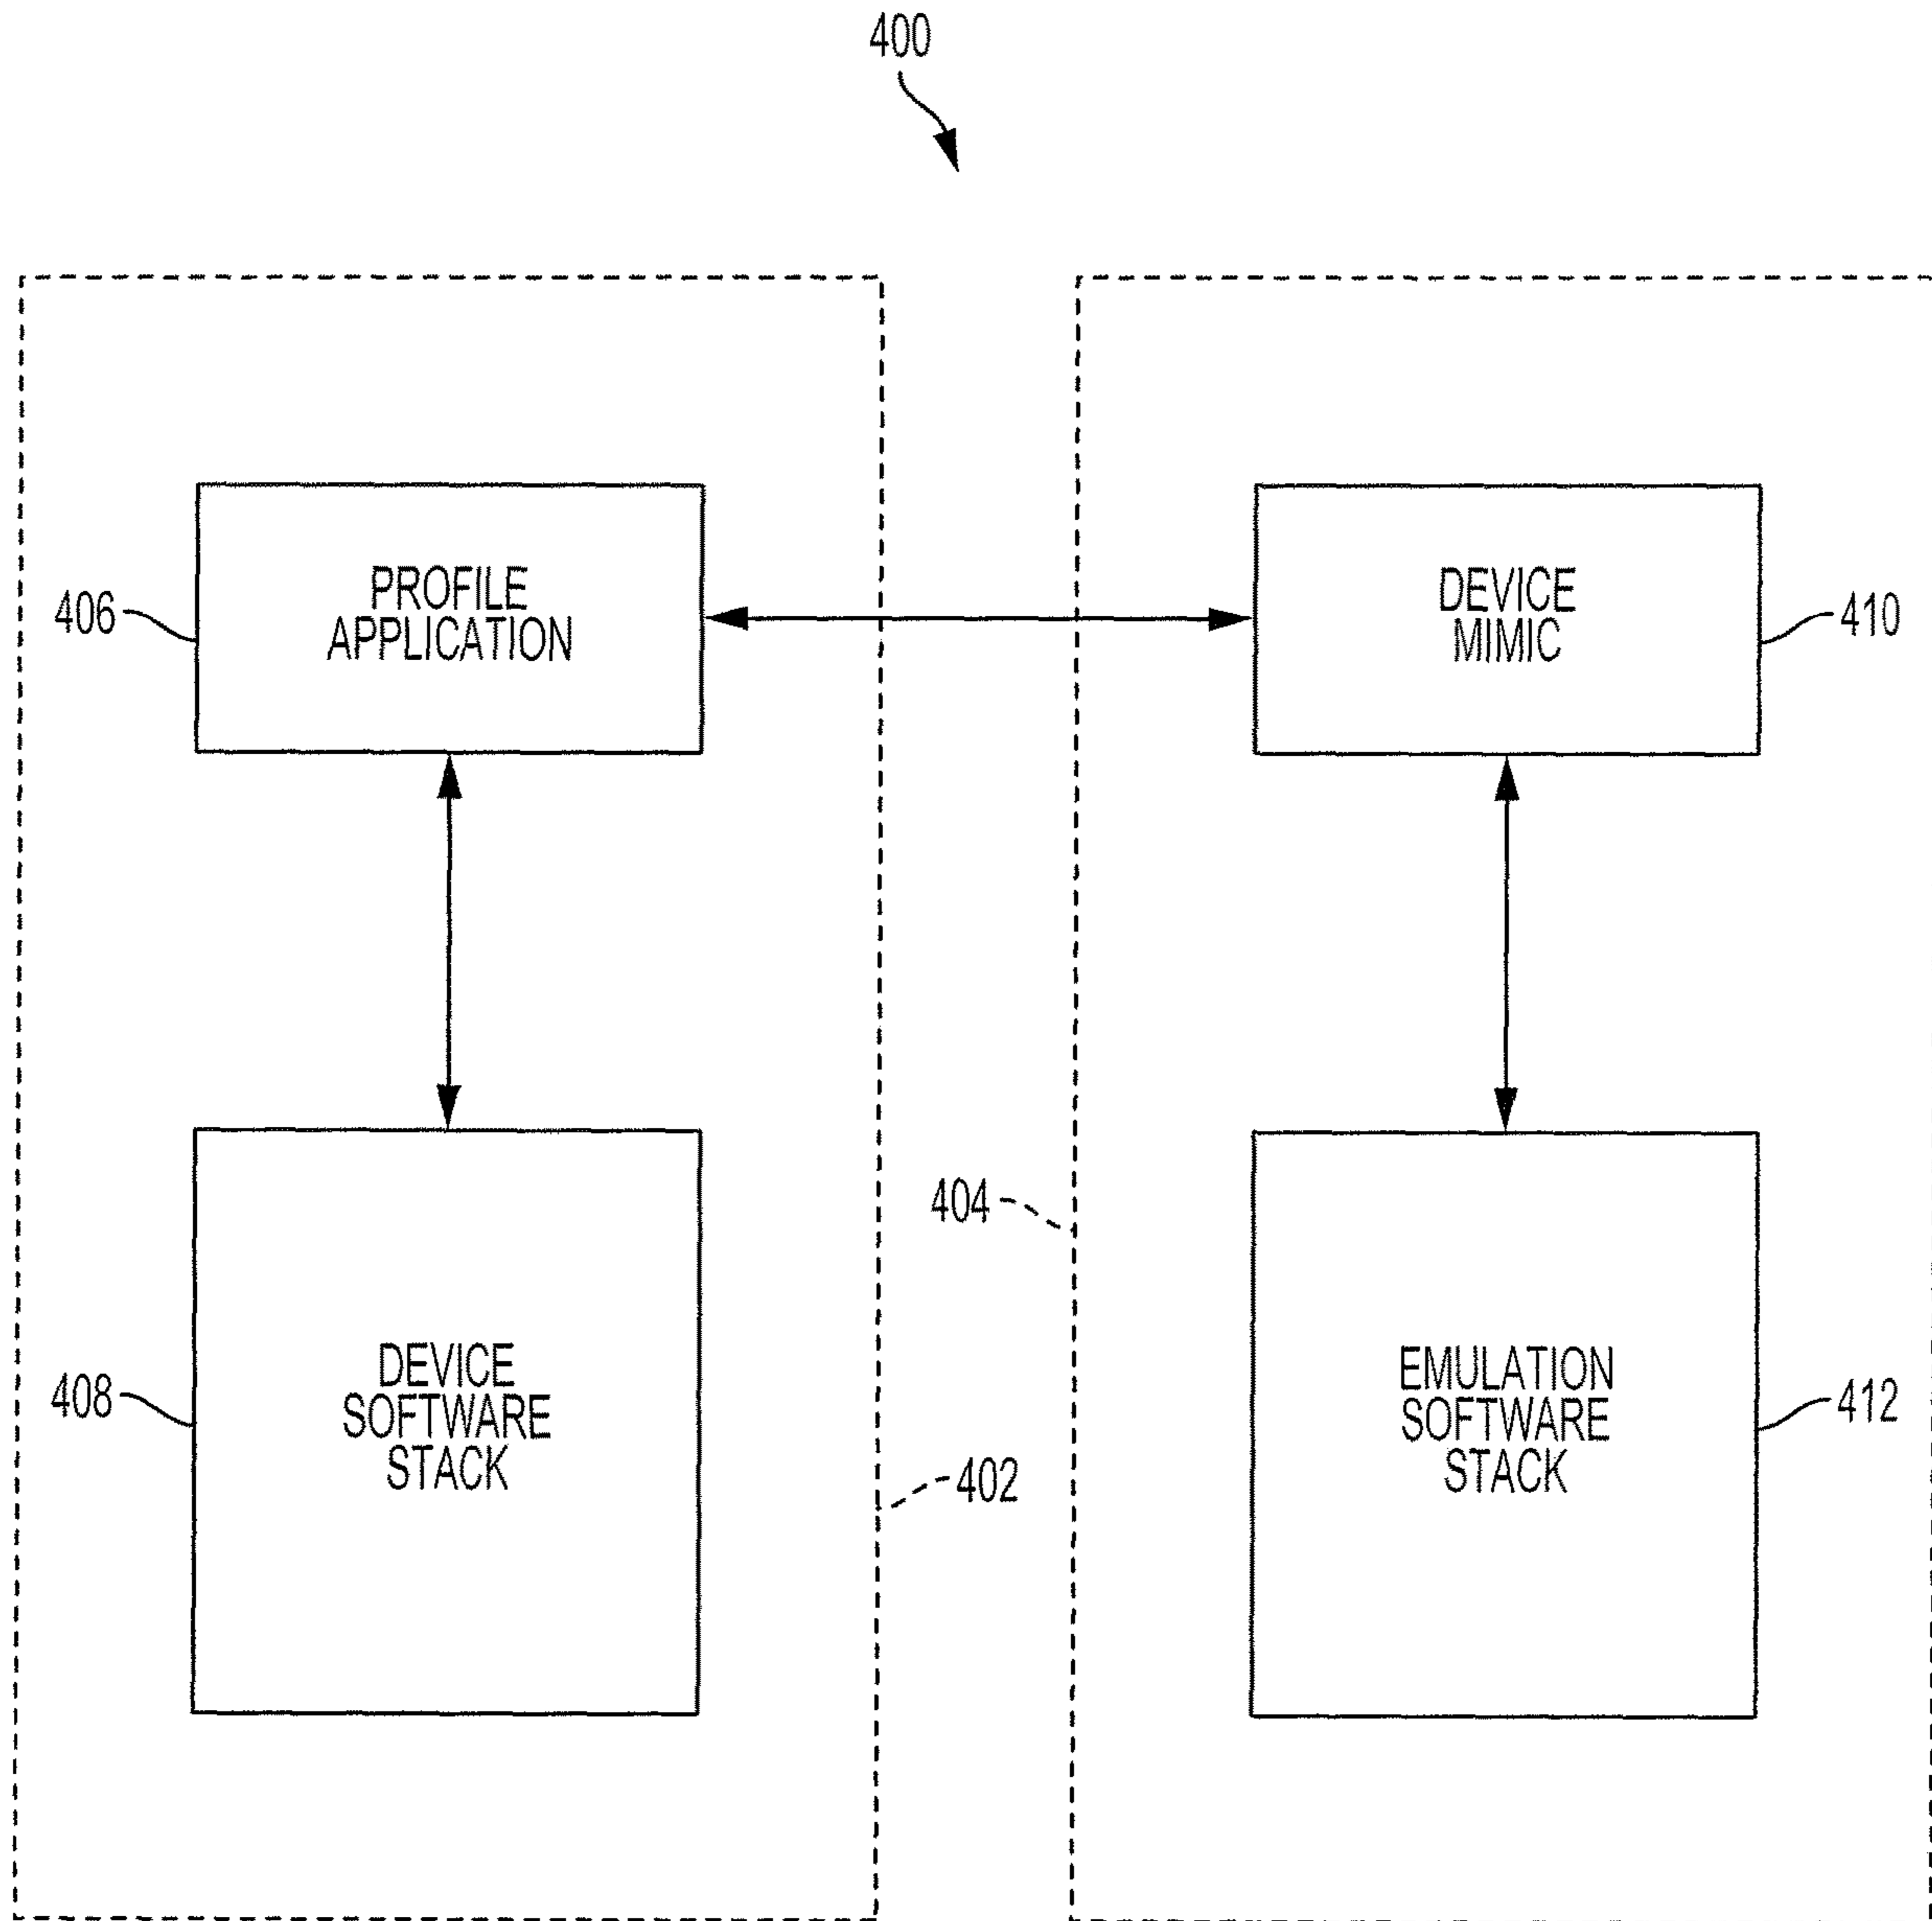 400
406
PROFILE
APPLICATION
DEVICE
MIMIC
410
404
408
DEVICE
SOFTWARE
STACK
402
EMULATION
SOFTWARE
STACK
412